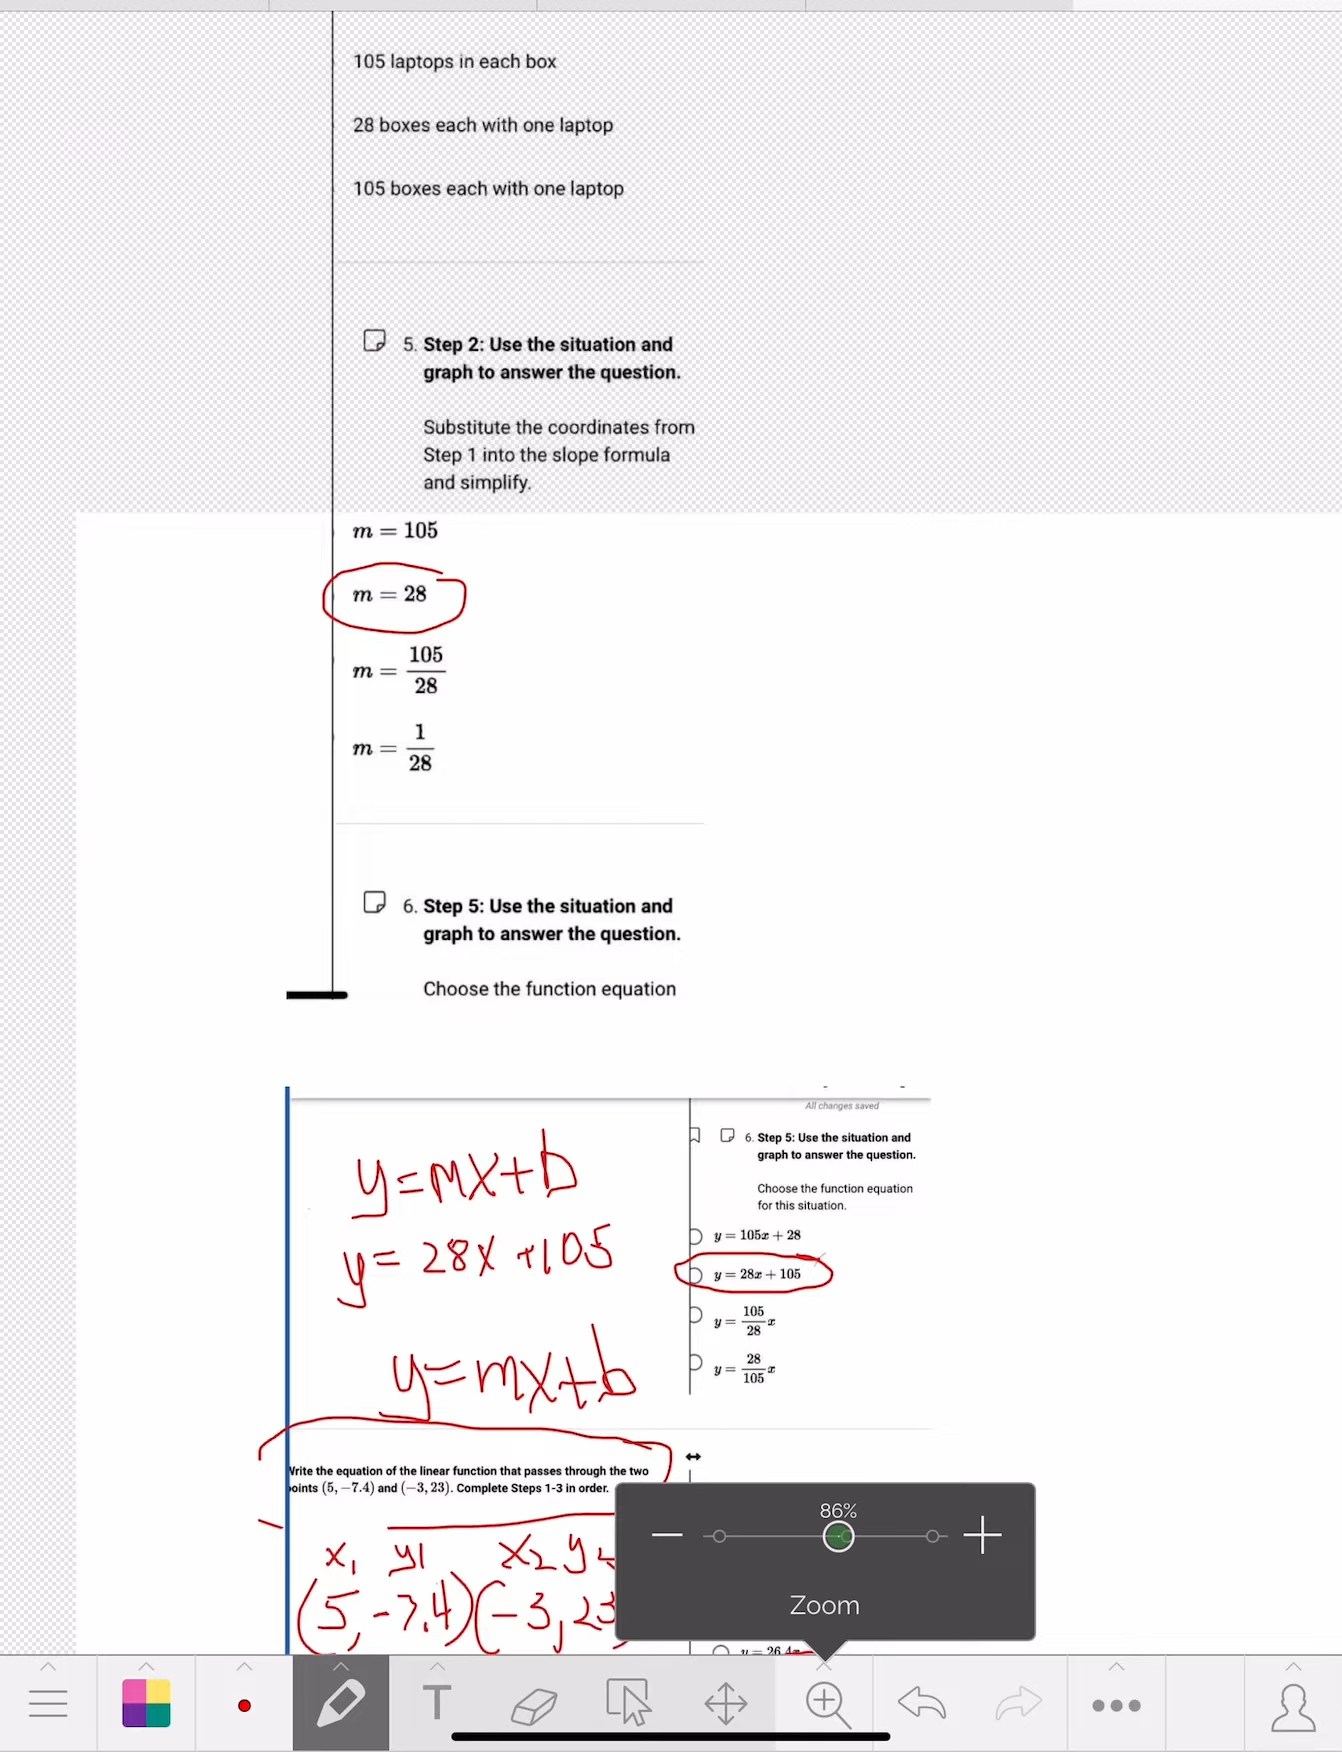 105 laptops in each box
28 boxes each with one laptop
105 boxes each with one laptop
5. Step 2: Use the situation and
graph to answer the question.
Substitute the coordinates from
Step 1 into the slope formula
and simplify.
m = 105
m = 28
m = 105/28
m = 1/28
6. Step 5: Use the situation and
graph to answer the question.
Choose the function equation
All changes saved
6. Step 5: Use the situation and
graph to answer the question.
Choose the function equation
for this situation.
y = 105x + 28
y = 28x + 105
y = 105/28 x
y = 28/105 x
y=mx+b
y= 28x +105
y=mx+b
Write the equation of the linear function that passes through the two
points (5, −7.4) and (−3, 23). Complete Steps 1-3 in order.
x1 y1 x2 y2
(5, -7.4) (-3, 23
86%
Zoom
y = 26.4
T